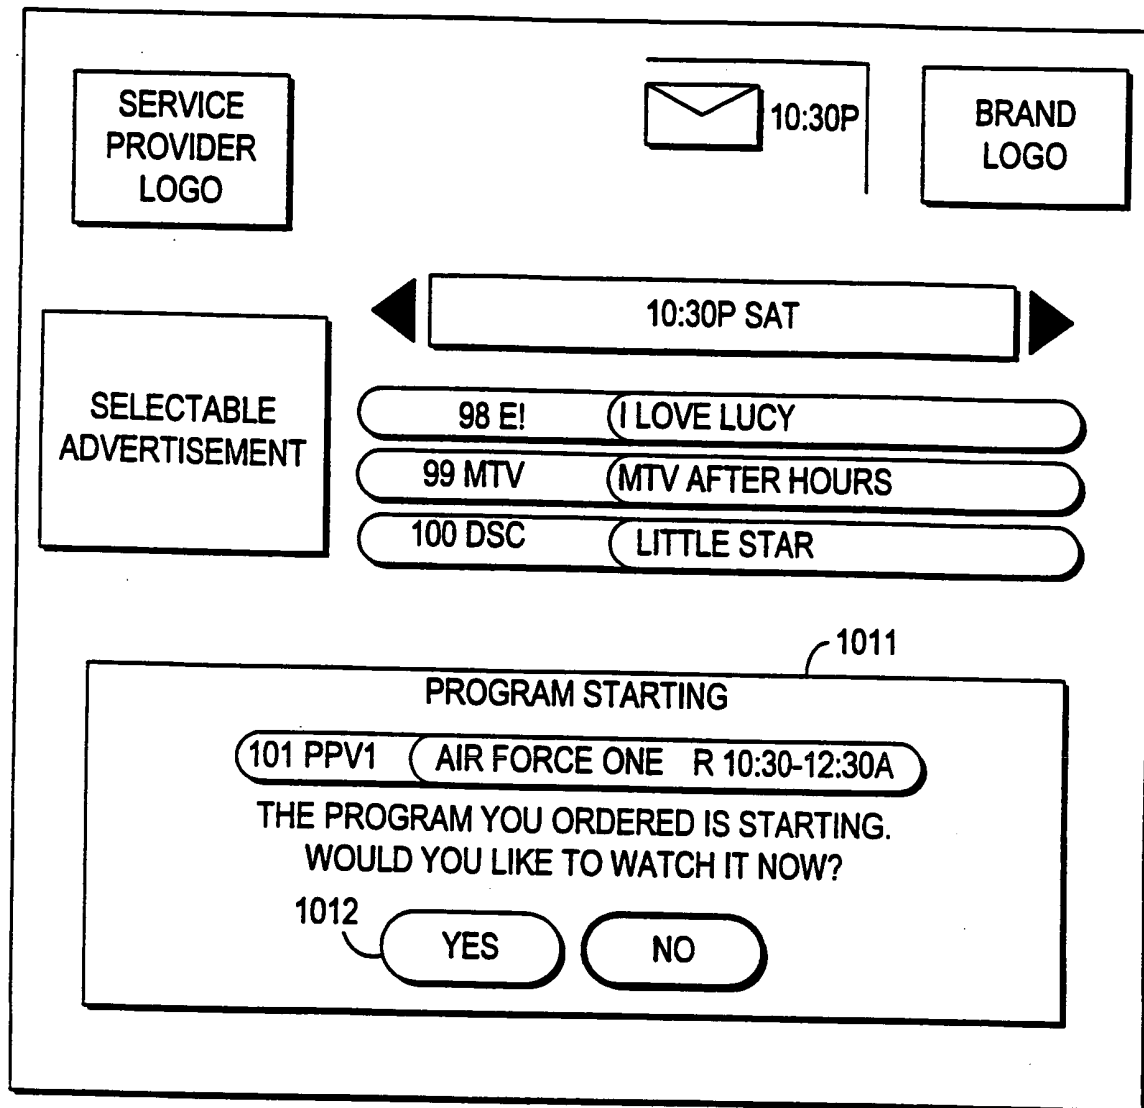 SERVICE
PROVIDER
LOGO
10:30P
BRAND
LOGO
10:30P SAT
SELECTABLE
ADVERTISEMENT
98 E! I LOVE LUCY
99 MTV MTV AFTER HOURS
100 DSC LITTLE STAR
1011
PROGRAM STARTING
101 PPV1 AIR FORCE ONE R 10:30-12:30A
THE PROGRAM YOU ORDERED IS STARTING.
WOULD YOU LIKE TO WATCH IT NOW?
1012
YES NO